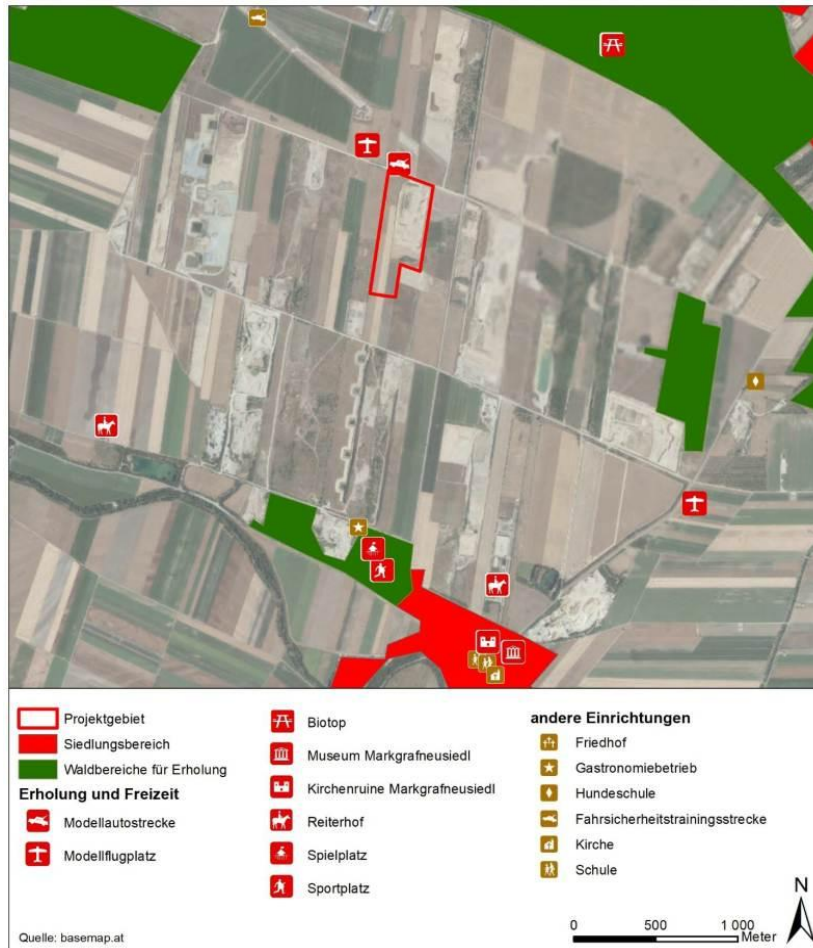 Projektgebiet
Siedlungsbereich
Waldbereiche für Erholung
Erholung und Freizeit
Modellautostrecke
Modellflugplatz
Biotop
Museum Markgrafneusiedl
Kirchenruine Markgrafneusiedl
Reiterhof
Spielplatz
Sportplatz
andere Einrichtungen
Friedhof
Gastronomiebetrieb
Hundeschule
Fahrsicherheitstrainingsstrecke
Kirche
Schule
N
0 500 1 000
Meter
Quelle: basemap.at